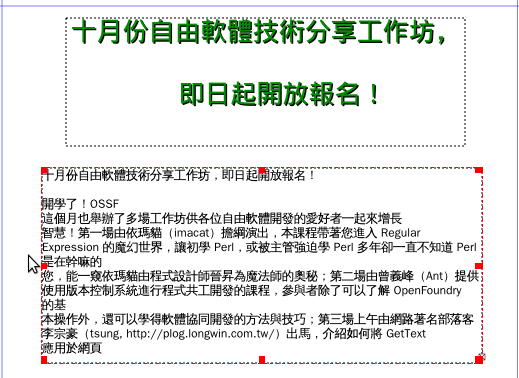 十月份自由軟體技術分享工作坊，
即日起開放報名！
十月份自由軟體技術分享工作坊，即日起開放報名！
開學了！OSSF
這個月也舉辦了多場工作坊供各位自由軟體開發的愛好者一起來增長
智慧！第一場由依瑪貓（imacat）擔綱演出，本課程帶著您進入 Regular
Expression 的魔幻世界，讓初學 Perl，或被主管強迫學 Perl 多年卻一直不知道 Perl
是在幹嘛的
您，能一窺依瑪貓由程式設計師晉昇為魔法師的奧秘；第二場由曾義峰（Ant）提供
使用版本控制系統進行程式共工開發的課程，參與者除了可以了解 OpenFoundry
的基
本操作外，還可以學得軟體協同開發的方法與技巧；第三場上午由網路著名部落客
李宗豪（tsung, http://plog.longwin.com.tw/）出馬，介紹如何將 GetText
應用於網頁